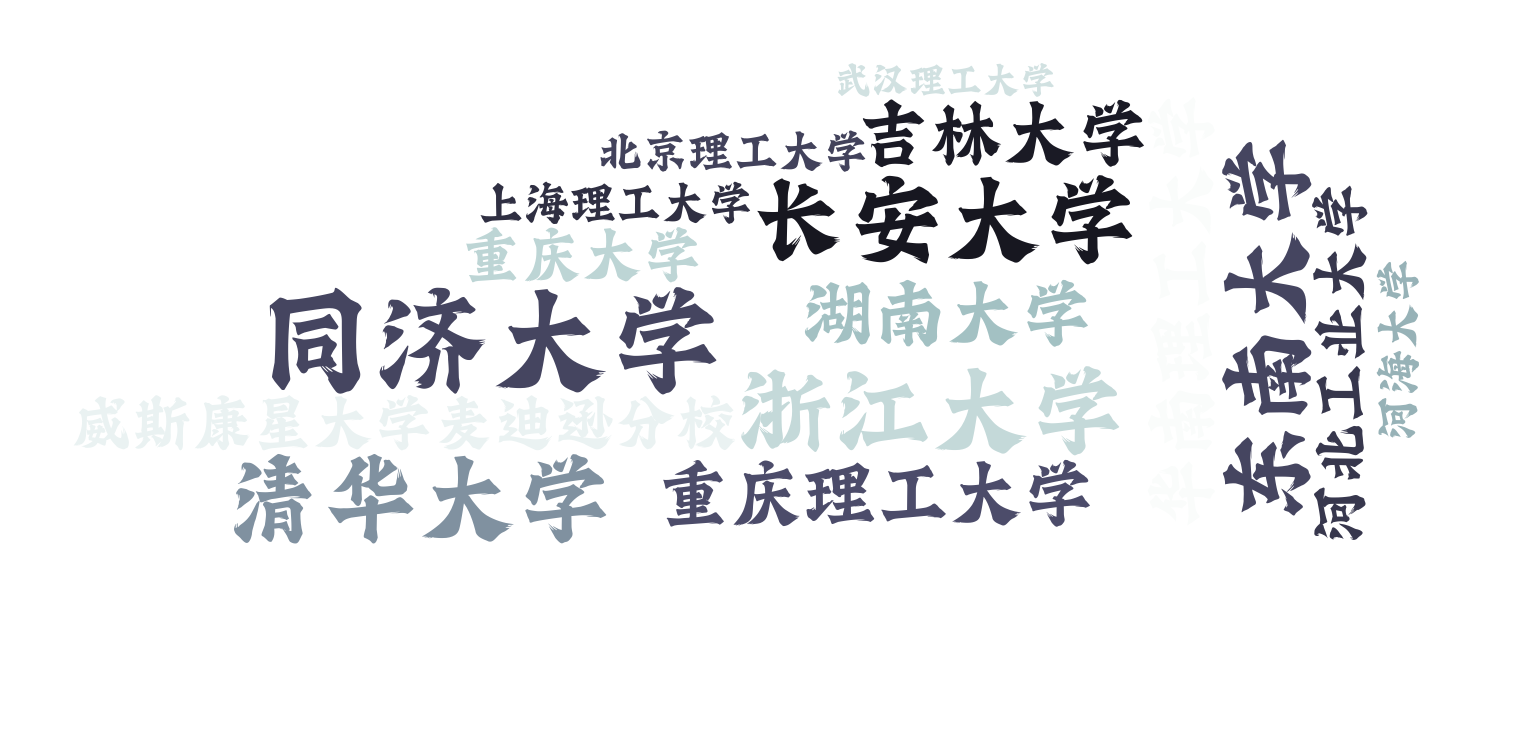 武汉理工大学
吉林大学
北京理工大学
上海理工大学
长安大学
重庆大学
同济大学
湖南大学
浙江大学
威斯康星大学麦迪逊分校
清华大学
重庆理工大学
华南理工大学
东南大学
河北工业大学
河海大学